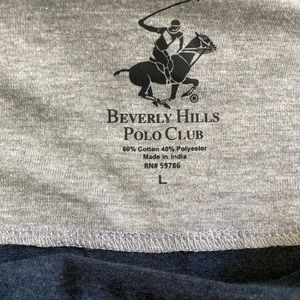 BEVERLY HILLS
POLO CLUB
60% Cotton 40% Polyester
Made in India
RN# 59786
L